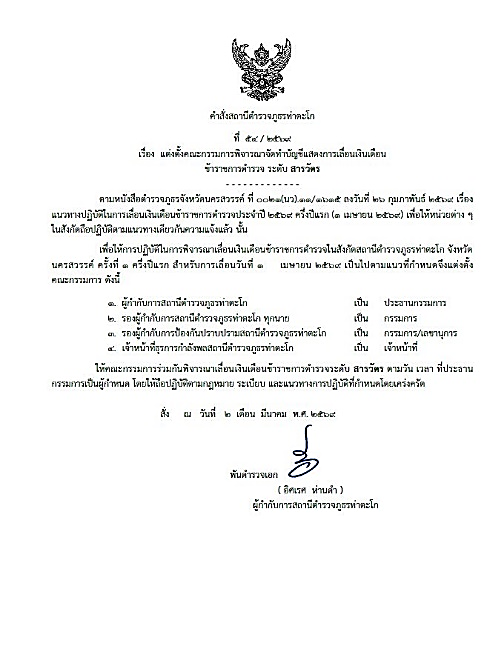 คำสั่งสถานีตำรวจภูธรท่าตะโก
ที่ ๕๔ / ๒๕๖๙
เรื่อง แต่งตั้งคณะกรรมการพิจารณาจัดทำบัญชีแสดงการเลื่อนเงินเดือน
ข้าราชการตำรวจ ระดับ สารวัตร
- - - - - - - - - - - -
ตามหนังสือตำรวจภูธรจังหวัดนครสวรรค์ ที่ ๐๐๒๑(นว).๑๑/๑๖๑๕ ลงวันที่ ๒๖ กุมภาพันธ์ ๒๕๖๙ เรื่อง
แนวทางปฏิบัติในการเลื่อนเงินเดือนข้าราชการตำรวจประจำปี ๒๕๖๙ ครึ่งปีแรก (๑ เมษายน ๒๕๖๙) เพื่อให้หน่วยต่าง ๆ
ในสังกัดถือปฏิบัติตามแนวทางเดียวกันความแจ้งแล้ว นั้น
เพื่อให้การปฏิบัติในการพิจารณาเลื่อนเงินเดือนข้าราชการตำรวจในสังกัดสถานีตำรวจภูธรท่าตะโก จังหวัด
นครสวรรค์ ครั้งที่ ๑ ครึ่งปีแรก สำหรับการเลื่อนวันที่ ๑ เมษายน ๒๕๖๙ เป็นไปตามแนวที่กำหนดจึงแต่งตั้ง
คณะกรรมการ ดังนี้
๑. ผู้กำกับการสถานีตำรวจภูธรท่าตะโก เป็น ประธานกรรมการ
๒. รองผู้กำกับการสถานีตำรวจภูธรท่าตะโก ทุกนาย เป็น กรรมการ
๓. รองผู้กำกับการป้องกันปราบปรามสถานีตำรวจภูธรท่าตะโก เป็น กรรมการ/เลขานุการ
๔. เจ้าหน้าที่ธุรการกำลังพลสถานีตำรวจภูธรท่าตะโก เป็น เจ้าหน้าที่
ให้คณะกรรมการร่วมกันพิจารณาเลื่อนเงินเดือนข้าราชการตำรวจระดับ สารวัตร ตามวัน เวลา ที่ประธาน
กรรมการเป็นผู้กำหนด โดยให้ถือปฏิบัติตามกฎหมาย ระเบียบ และแนวทางการปฏิบัติที่กำหนดโดยเคร่งครัด
สั่ง ณ วันที่ ๒ เดือน มีนาคม พ.ศ. ๒๕๖๙
พันตำรวจเอก
( อิศเรศ ห่านดำ )
ผู้กำกับการสถานีตำรวจภูธรท่าตะโก